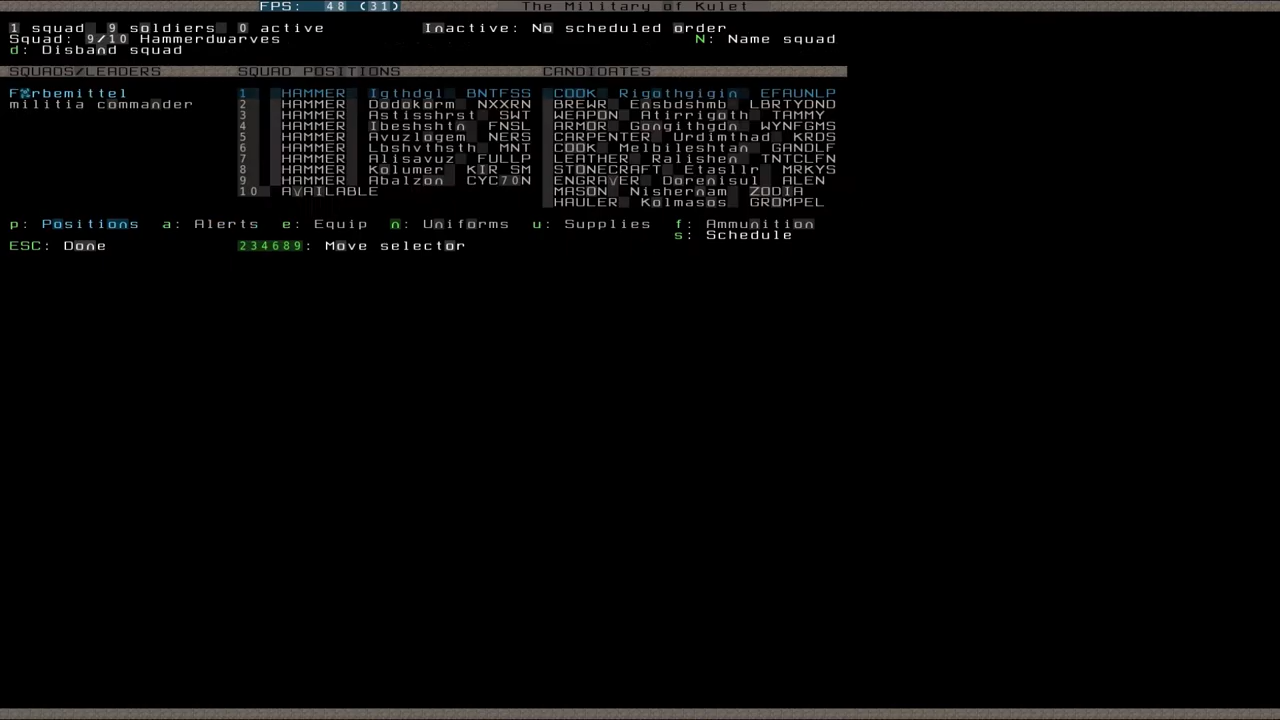 FPS: 48 (31) The Military of Kulet
1 squad 9 soldiers 0 active Inactive: No scheduled order
Squad: 9/10 Hammerdwarves N: Name squad
d: Disband squad
SQUADS/LEADERS SQUAD POSITIONS CANDIDATES
1 HAMMER Igthdgl BNTFSS COOK Rigothgigin EFAUNLP
militia commander 2 HAMMER Dodokorm NXXRN BREWR Ensbdshmb LBRTYDND
3 HAMMER Astisshrst SWT WEAPON Atirrigoth TAMMY
4 HAMMER Ibeshshtn FNSL ARMOR Gongithgdn WYNFGMS
5 HAMMER Avuzlogem NERS CARPENTER Urdimthad KRDS
6 HAMMER Lbshvthsth MNT COOK Melbileshtan GANDLF
7 HAMMER Alisavuz FULLP LEATHER Ralishen TNTCLFN
8 HAMMER Kolumer KIR SM STONECRAFT Etasllr MRKYS
9 HAMMER Abalzon CYC70N ENGRAVER Dorenisul ALEN
10 AVAILABLE MASON Nishernam ZODIA
HAULER Kolmasos GROMPEL
p: Positions a: Alerts e: Equip n: Uniforms u: Supplies f: Ammunition
s: Schedule
ESC: Done 234689: Move selector